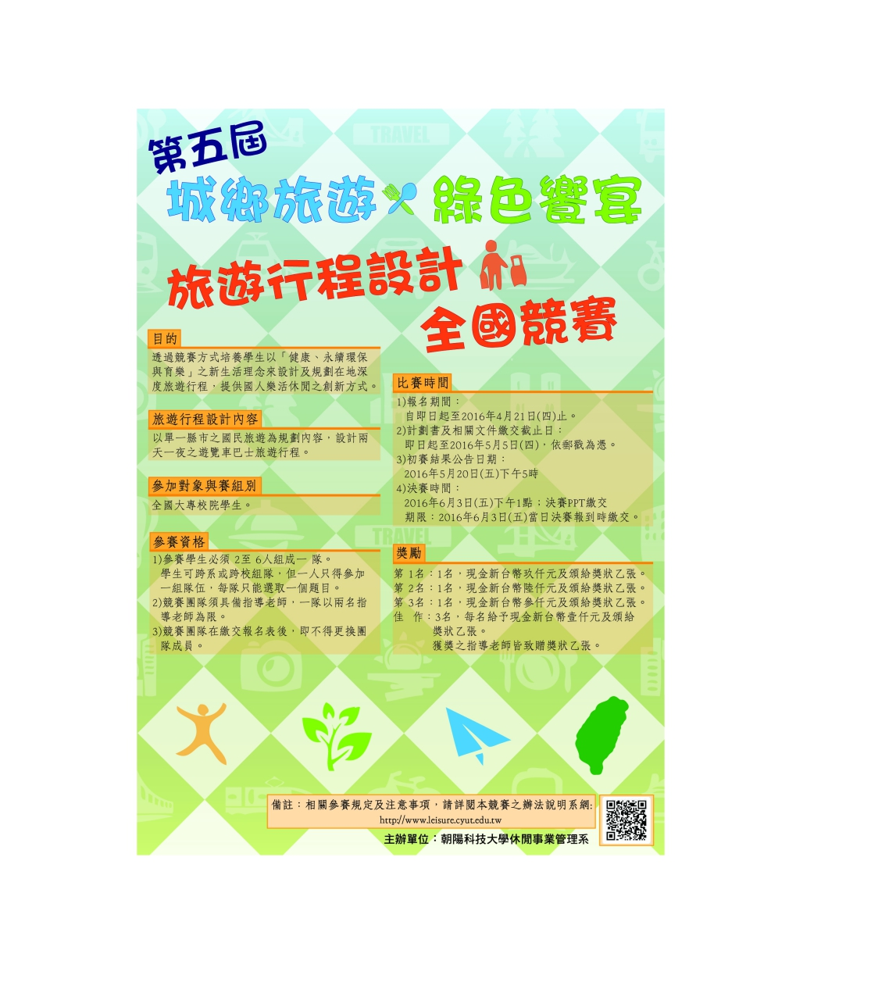 第五屆
城鄉旅遊 綠色饗宴
旅遊行程設計
全國競賽
目的
透過競賽方式培養學生以「健康、永續環保
與育樂」之新生活理念來設計及規劃在地深
度旅遊行程，提供國人樂活休閒之創新方式。
旅遊行程設計內容
以單一縣市之國民旅遊為規劃內容，設計兩
天一夜之遊覽車巴士旅遊行程。
參加對象與賽組別
全國大專校院學生。
參賽資格
1)參賽學生必須 2至 6人組成一 隊。
學生可跨系或跨校組隊，但一人只得參加
一組隊伍，每隊只能選取一個題目。
2)競賽團隊須具備指導老師，一隊以兩名指
導老師為限。
3)競賽團隊在繳交報名表後，即不得更換團
隊成員。
比賽時間
1)報名期間：
自即日起至2016年4月21日(四)止。
2)計劃書及相關文件繳交截止日：
即日起至2016年5月5日(四)，依郵戳為憑。
3)初賽結果公告日期：
2016年5月20日(五)下午5時
4)決賽時間：
2016年6月3日(五)下午1點；決賽PPT繳交
期限：2016年6月3日(五)當日決賽報到時繳交。
獎勵
第 1名：1名，現金新台幣玖仟元及頒給獎狀乙張。
第 2名：1名，現金新台幣陸仟元及頒給獎狀乙張。
第 3名：1名，現金新台幣參仟元及頒給獎狀乙張。
佳 作：3名，每名給予現金新台幣壹仟元及頒給
獎狀乙張。
獲獎之指導老師皆致贈獎狀乙張。
備註：相關參賽規定及注意事項，請詳閱本競賽之辦法說明系網:
http://www.leisure.cyut.edu.tw
主辦單位：朝陽科技大學休閒事業管理系
TRAVEL
TRAVEL